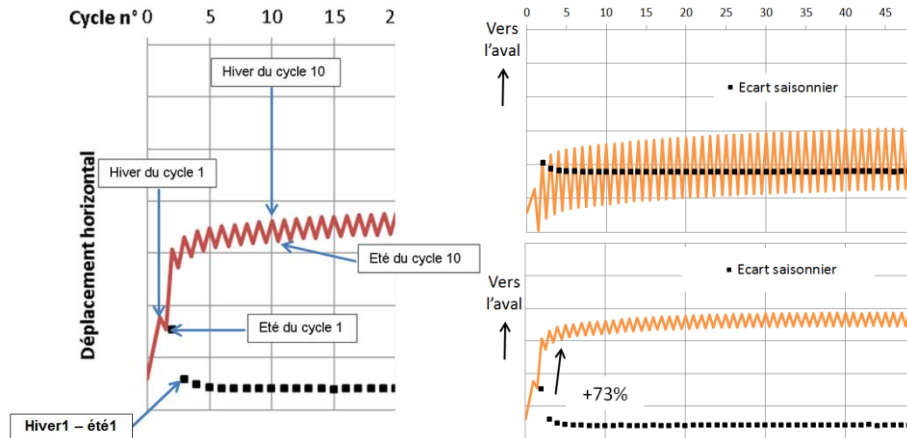 Cycle n° 0 5 10 15 2
Hiver du cycle 10
Hiver du cycle 1
Déplacement horizontal
Eté du cycle 10
Eté du cycle 1
Hiver1 – été1
0 5 10 15 20 25 30 35 40 45
Vers
l'aval
Ecart saisonnier
Vers
l'aval
Ecart saisonnier
+73%